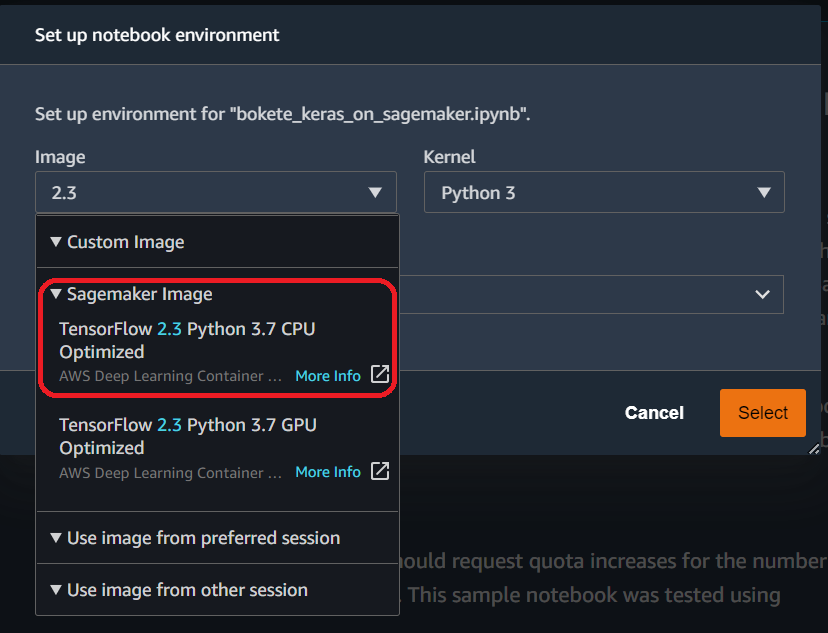 Set up notebook environment
Set up environment for "bokete_keras_on_sagemaker.ipynb".
Image
Kernel
2.3
Python 3
Custom Image
Sagemaker Image
TensorFlow 2.3 Python 3.7 CPU
Optimized
AWS Deep Learning Container ... More Info
TensorFlow 2.3 Python 3.7 GPU
Optimized
AWS Deep Learning Container ... More Info
Cancel
Select
Use image from preferred session
Use image from other session
should request quota increases for the number
. This sample notebook was tested using